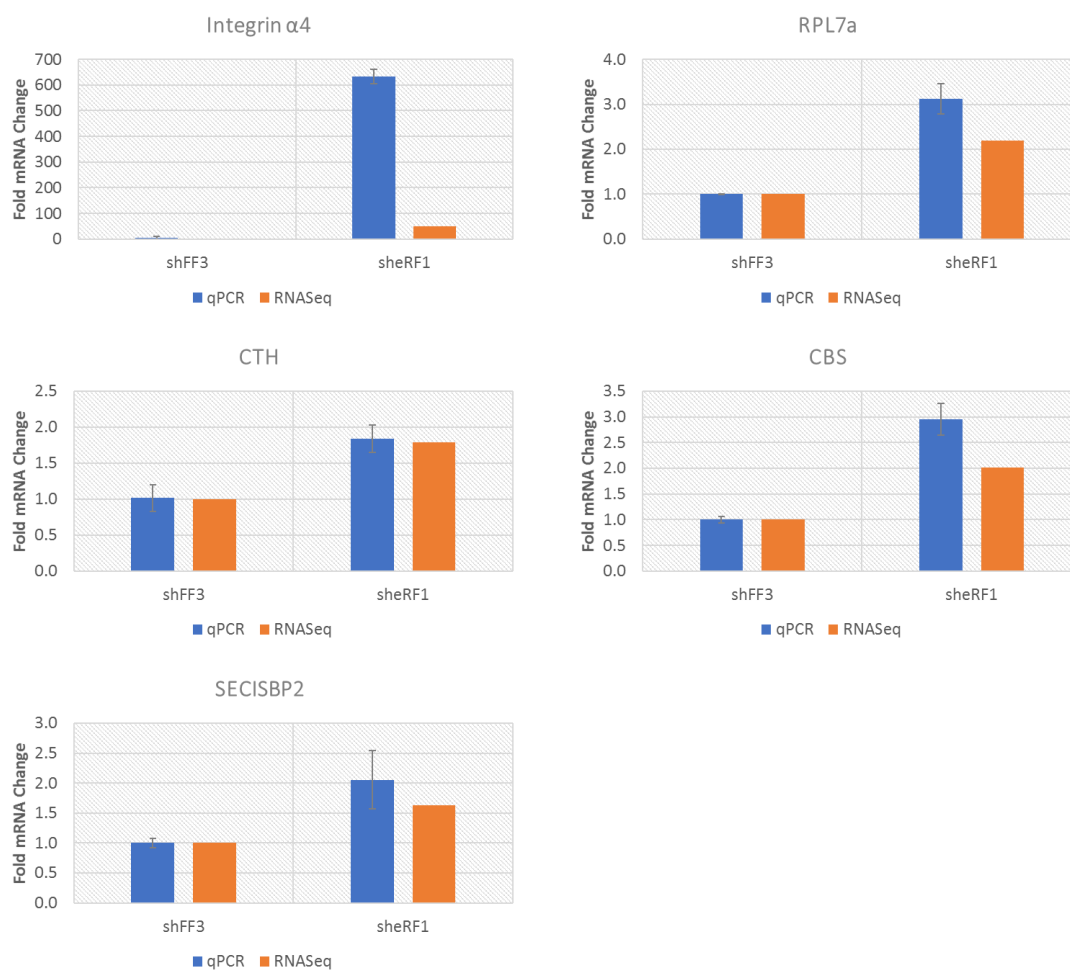 Integrin α4
Fold mRNA Change
700
600
500
400
300
200
100
0
shFF3 sheRF1
qPCR RNASeq
RPL7a
Fold mRNA Change
4.0
3.0
2.0
1.0
0.0
shFF3 sheRF1
qPCR RNASeq
CTH
Fold mRNA Change
2.5
2.0
1.5
1.0
0.5
0.0
shFF3 sheRF1
qPCR RNASeq
CBS
Fold mRNA Change
3.5
3.0
2.5
2.0
1.5
1.0
0.5
0.0
shFF3 sheRF1
qPCR RNASeq
SECISBP2
Fold mRNA Change
3.0
2.5
2.0
1.5
1.0
0.5
0.0
shFF3 sheRF1
qPCR RNASeq